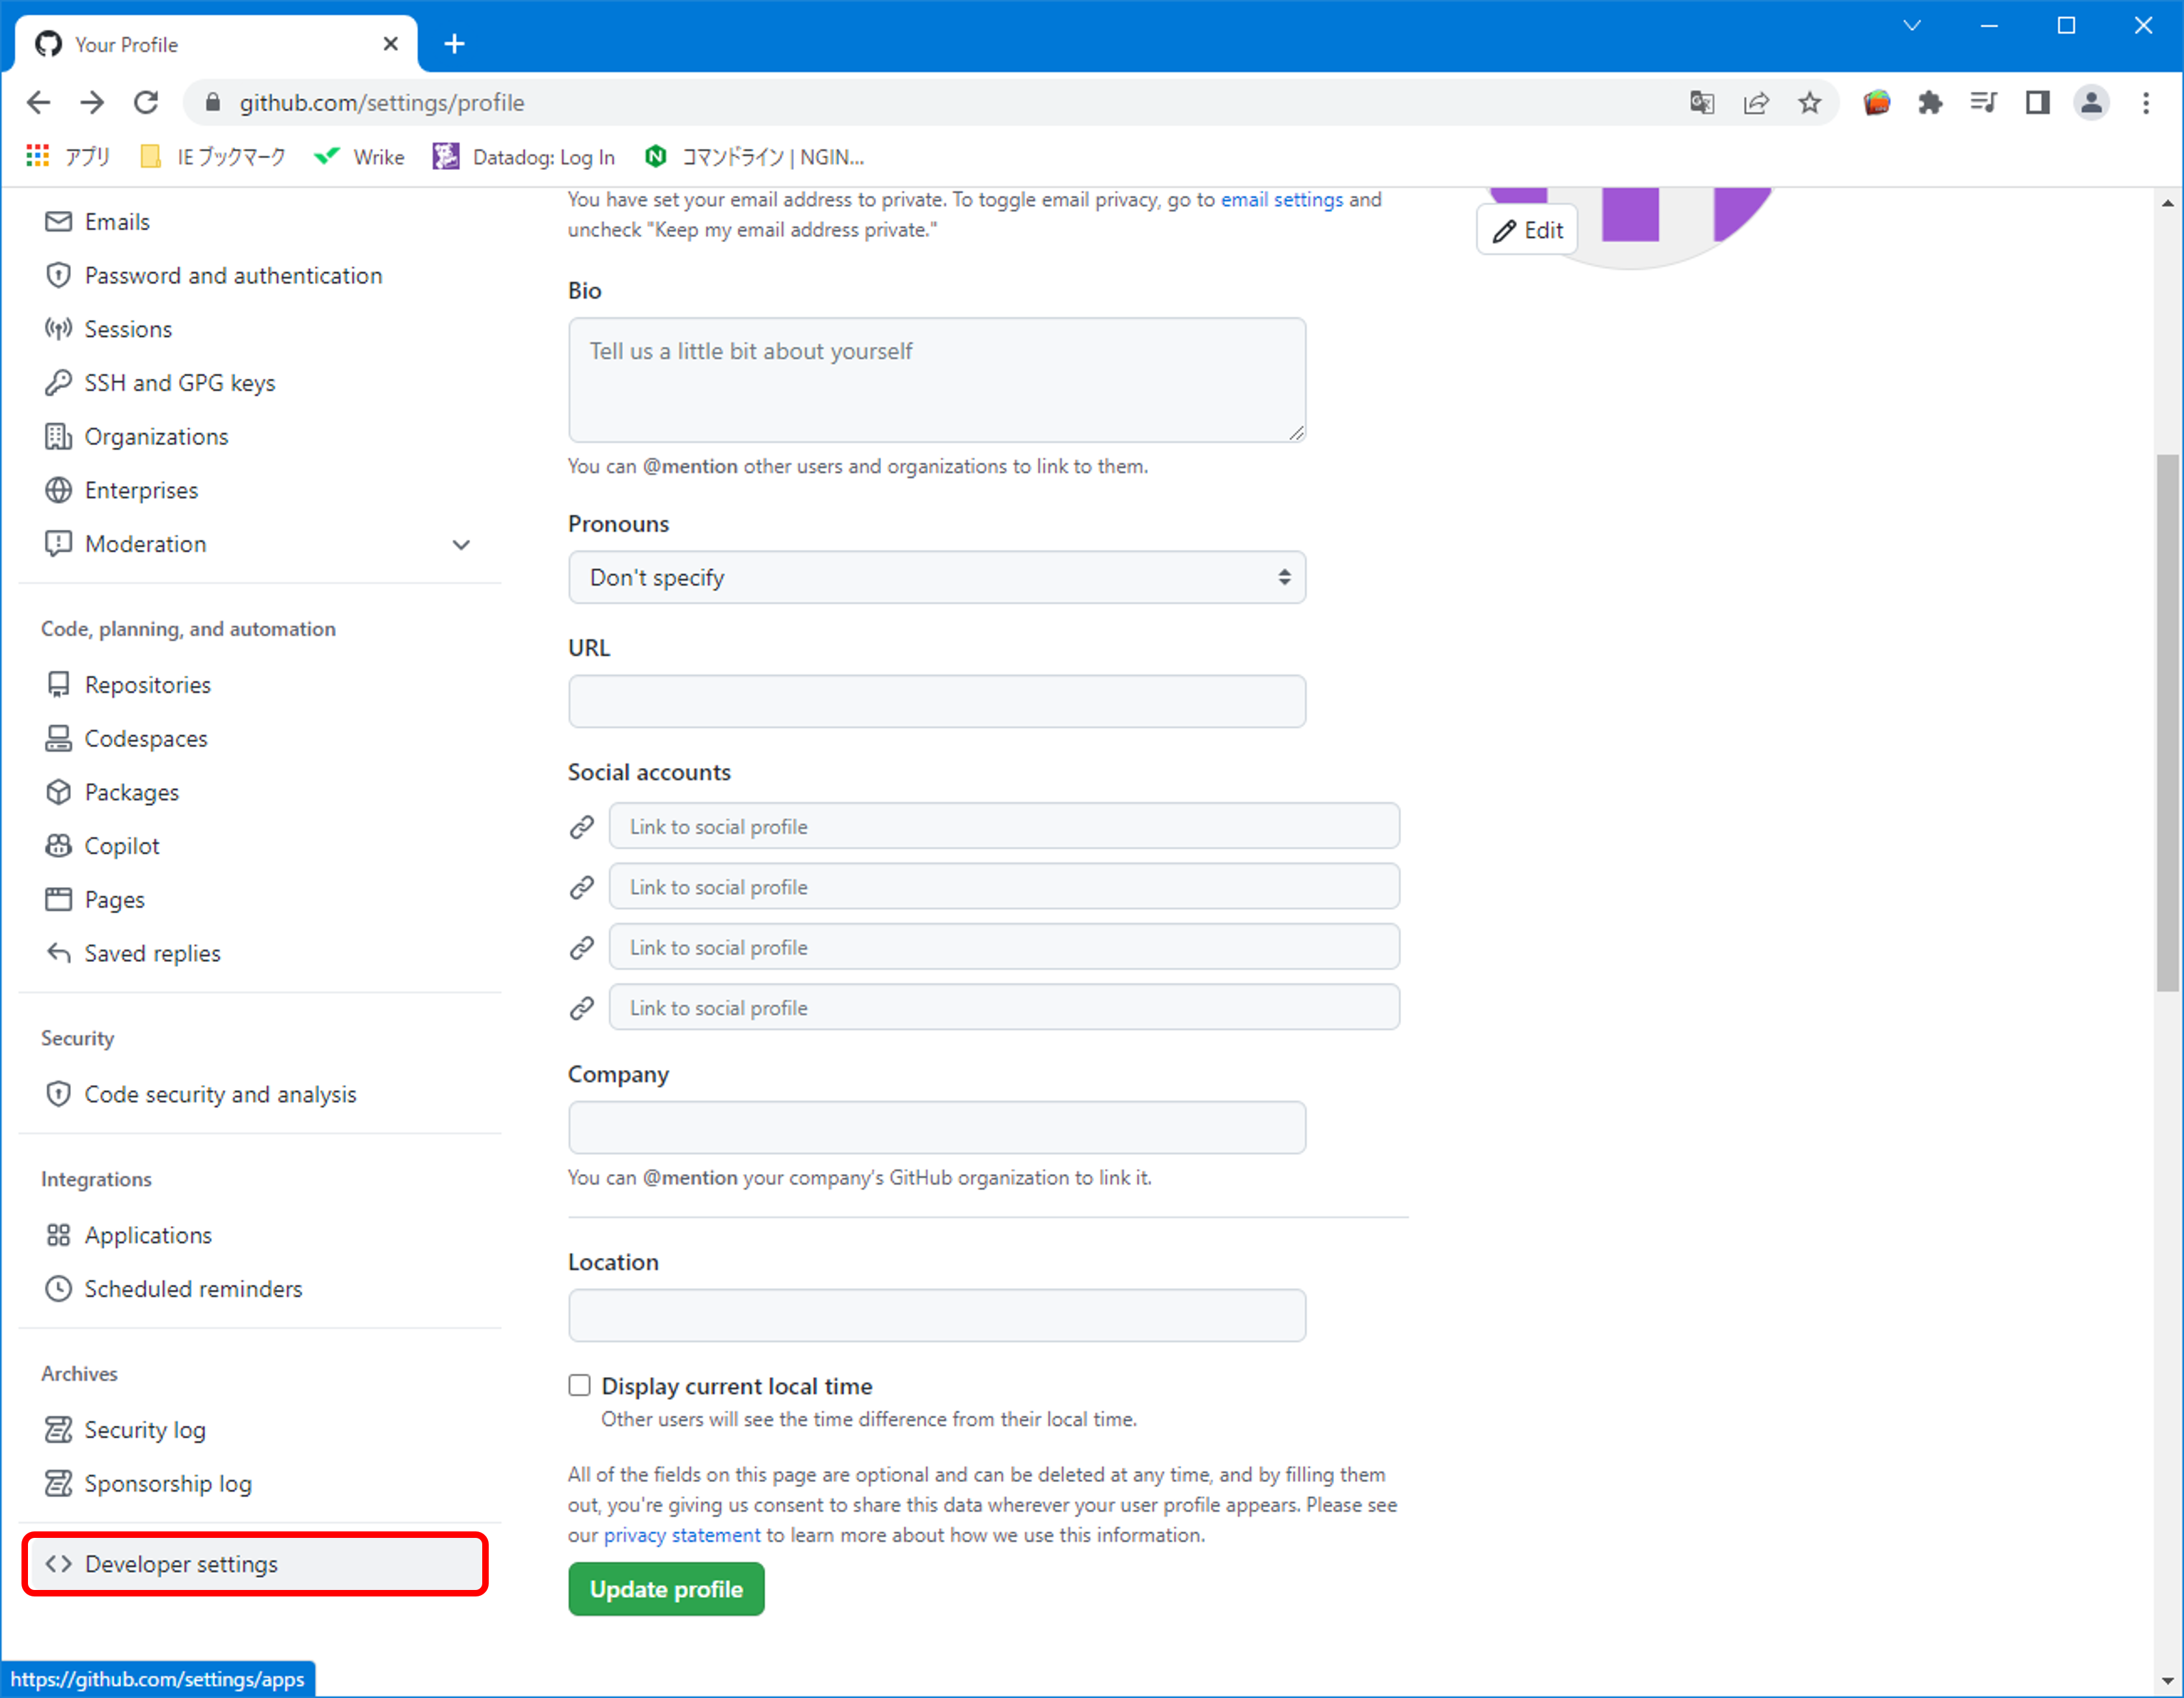 Your Profile
github.com/settings/profile
アプリ
IE ブックマーク
Wrike
Datadog: Log In
コマンドライン | NGIN...
Emails
Password and authentication
Sessions
SSH and GPG keys
Organizations
Enterprises
Moderation
Code, planning, and automation
Repositories
Codespaces
Packages
Copilot
Pages
Saved replies
Security
Code security and analysis
Integrations
Applications
Scheduled reminders
Archives
Security log
Sponsorship log
Developer settings
You have set your email address to private. To toggle email privacy, go to email settings and
uncheck "Keep my email address private."
Edit
Bio
Tell us a little bit about yourself
You can @mention other users and organizations to link to them.
Pronouns
Don't specify
URL
Social accounts
Link to social profile
Link to social profile
Link to social profile
Link to social profile
Company
You can @mention your company's GitHub organization to link it.
Location
Display current local time
Other users will see the time difference from their local time.
All of the fields on this page are optional and can be deleted at any time, and by filling them
out, you're giving us consent to share this data wherever your user profile appears. Please see
our privacy statement to learn more about how we use this information.
Update profile
https://github.com/settings/apps